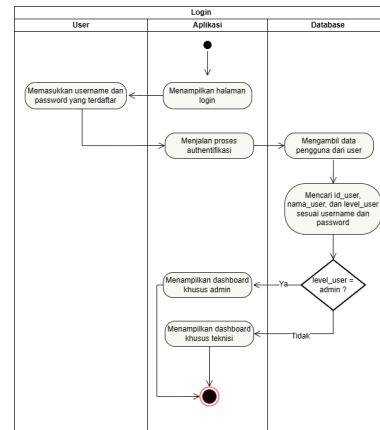 Login
User
Aplikasi
Database
Menampilkan halaman
login
Memasukkan username dan
password yang terdaftar
Menjalan proses
authentifikasi
Mengambil data
pengguna dari user
Mencari id_user,
nama_user, dan level_user
sesuai username dan
password
level_user =
admin ?
Ya
Menampilkan dashboard
khusus admin
Tidak
Menampilkan dashboard
khusus teknisi